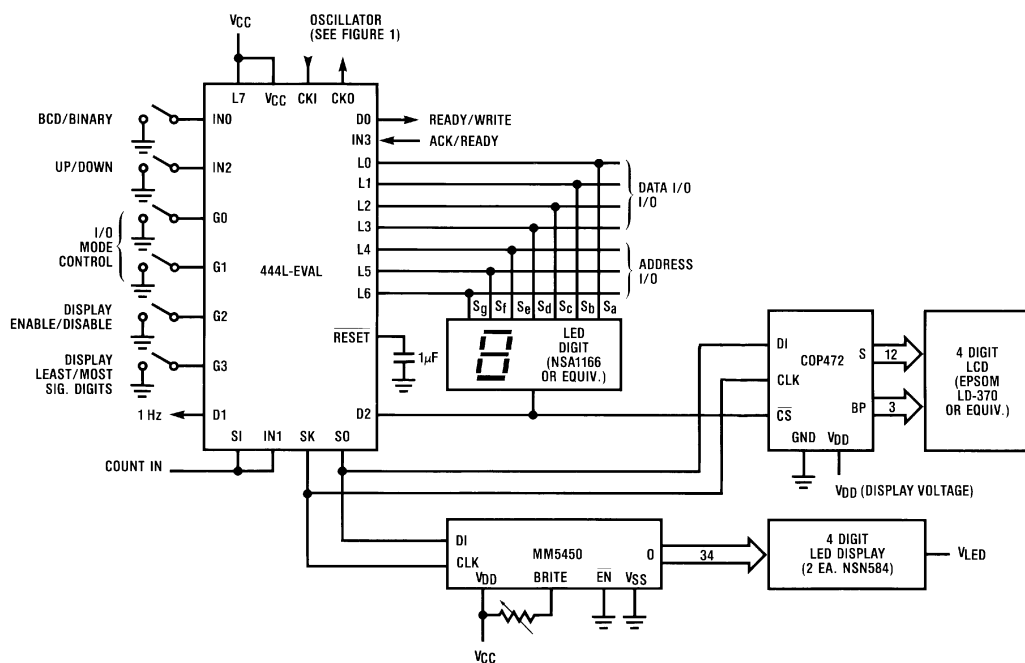 VCC
OSCILLATOR
(SEE FIGURE 1)
L7
VCC
CKI
CKO
BCD/BINARY
IN0
UP/DOWN
IN2
I/O
MODE
CONTROL
G0
G1
DISPLAY
ENABLE/DISABLE
G2
DISPLAY
LEAST/MOST
SIG. DIGITS
G3
1 Hz
D1
444L-EVAL
D0
READY/WRITE
IN3
ACK/READY
L0
L1
L2
L3
L4
L5
L6
DATA I/O
I/O
ADDRESS
I/O
RESET
1μF
D2
SI
IN1
SK
SO
COUNT IN
Sg
Sf
Se
Sd
Sc
Sb
Sa
LED
DIGIT
(NSA1166
OR EQUIV.)
DI
CLK
CS
COP472
S
BP
GND
VDD
12
3
4 DIGIT
LCD
(EPSOM
LD-370
OR EQUIV.)
VDD (DISPLAY VOLTAGE)
DI
CLK
MM5450
O
VDD
BRITE
EN
VSS
34
4 DIGIT
LED DISPLAY
(2 EA. NSN584)
VLED
VCC